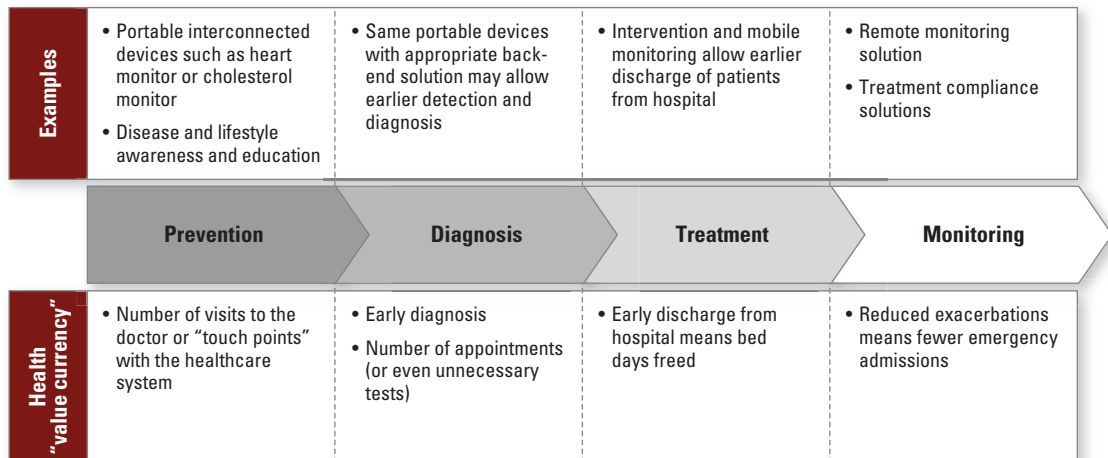 Examples
• Portable interconnected
devices such as heart
monitor or cholesterol
monitor
• Disease and lifestyle
awareness and education
• Same portable devices
with appropriate back-
end solution may allow
earlier detection and
diagnosis
• Intervention and mobile
monitoring allow earlier
discharge of patients
from hospital
• Remote monitoring
solution
• Treatment compliance
solutions
Prevention
Diagnosis
Treatment
Monitoring
Health
“value currency”
• Number of visits to the
doctor or “touch points”
with the healthcare
system
• Early diagnosis
• Number of appointments
(or even unnecessary
tests)
• Early discharge from
hospital means bed
days freed
• Reduced exacerbations
means fewer emergency
admissions